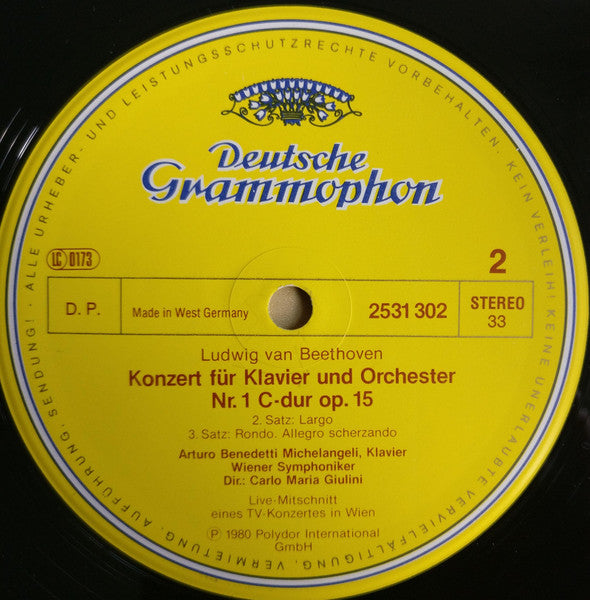 ALLE URHEBER- UND LEISTUNGSSCHUTZRECHTE VORBEHALTEN. KEIN VERLEIH! KEINE UNERLAUBTE VERVIELFÄLTIGUNG, VERMIETUNG, AUFFÜHRUNG, SENDUNG! ·
Deutsche
Grammophon
LC 0173
2
D. P.
Made in West Germany
2531 302
STEREO
33
Ludwig van Beethoven
Konzert für Klavier und Orchester
Nr. 1 C-dur op. 15
2. Satz: Largo
3. Satz: Rondo. Allegro scherzando
Arturo Benedetti Michelangeli, Klavier
Wiener Symphoniker
Dir.: Carlo Maria Giulini
Live-Mitschnitt
eines TV-Konzertes in Wien
Ⓟ 1980 Polydor International
GmbH